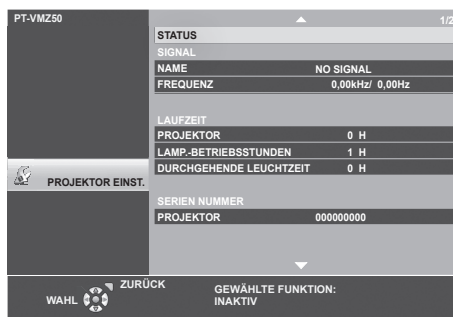 PT-VMZ50 1/2
STATUS
SIGNAL
NAME NO SIGNAL
FREQUENZ 0,00kHz/ 0,00Hz
LAUFZEIT
PROJEKTOR 0 H
LAMP.-BETRIEBSSTUNDEN 1 H
DURCHGEHENDE LEUCHTZEIT 0 H
PROJEKTOR EINST.
SERIEN NUMMER
PROJEKTOR 000000000
ZURÜCK
WAHL
GEWÄHLTE FUNKTION:
INAKTIV